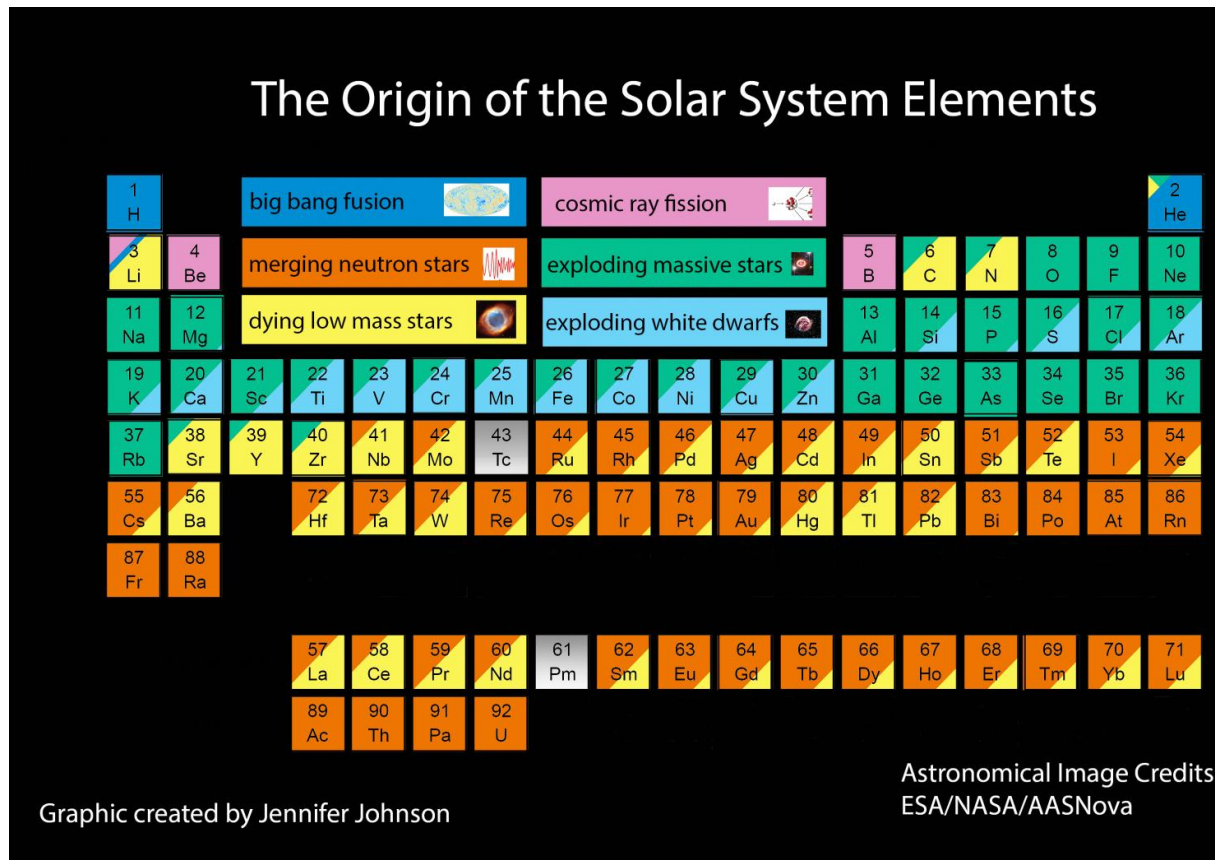 The Origin of the Solar System Elements
1
H
big bang fusion
cosmic ray fission
2
He
3
Li
4
Be
merging neutron stars
exploding massive stars
5
B
6
C
7
N
8
O
9
F
10
Ne
11
Na
12
Mg
dying low mass stars
exploding white dwarfs
13
Al
14
Si
15
P
16
S
17
Cl
18
Ar
19
K
20
Ca
21
Sc
22
Ti
23
V
24
Cr
25
Mn
26
Fe
27
Co
28
Ni
29
Cu
30
Zn
31
Ga
32
Ge
33
As
34
Se
35
Br
36
Kr
37
Rb
38
Sr
39
Y
40
Zr
41
Nb
42
Mo
43
Tc
44
Ru
45
Rh
46
Pd
47
Ag
48
Cd
49
In
50
Sn
51
Sb
52
Te
53
I
54
Xe
55
Cs
56
Ba
72
Hf
73
Ta
74
W
75
Re
76
Os
77
Ir
78
Pt
79
Au
80
Hg
81
Tl
82
Pb
83
Bi
84
Po
85
At
86
Rn
87
Fr
88
Ra
57
La
58
Ce
59
Pr
60
Nd
61
Pm
62
Sm
63
Eu
64
Gd
65
Tb
66
Dy
67
Ho
68
Er
69
Tm
70
Yb
71
Lu
89
Ac
90
Th
91
Pa
92
U
Graphic created by Jennifer Johnson
Astronomical Image Credits:
ESA/NASA/AASNova